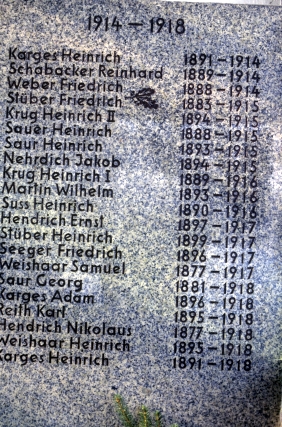 1914 – 1918
Karges Heinrich 1891 – 1914
Schabacker Reinhard 1889 – 1914
Weber Friedrich 1888 – 1914
Stüber Friedrich 1883 – 1915
Krug Heinrich II 1894 – 1915
Sauer Heinrich 1888 – 1915
Saur Heinrich 1893 – 1915
Nehrdich Jakob 1894 – 1915
Krug Heinrich I 1889 – 1916
Martin Wilhelm 1893 – 1916
Suss Heinrich 1890 – 1916
Hendrich Ernst 1897 – 1917
Stüber Heinrich 1899 – 1917
Seeger Friedrich 1896 – 1917
Weishaar Samuel 1877 – 1917
Saur Georg 1881 – 1918
Karges Adam 1896 – 1918
Reith Karl 1895 – 1918
Hendrich Nikolaus 1877 – 1918
Weishaar Heinrich 1893 – 1918
Karges Heinrich 1891 – 1918